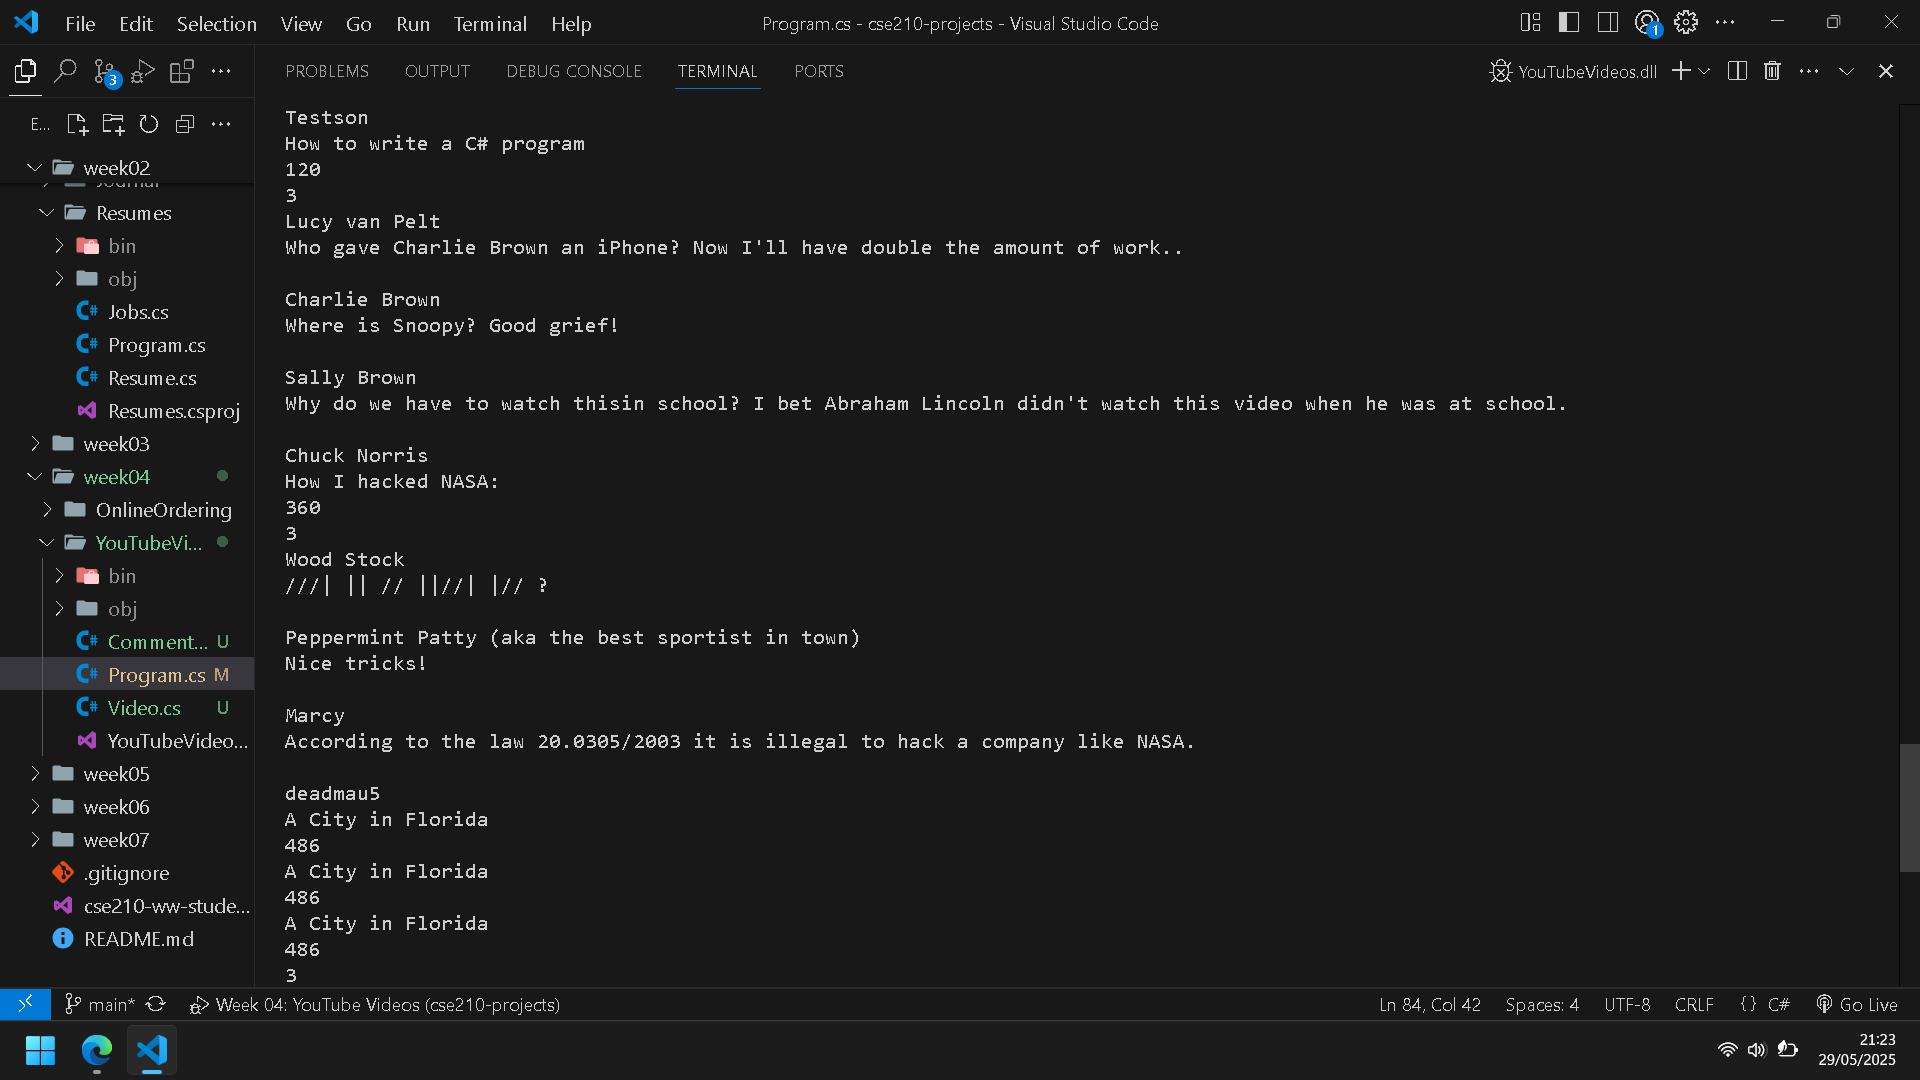 File Edit Selection View Go Run Terminal Help
Program.cs - cse210-projects - Visual Studio Code
1
3
PROBLEMS OUTPUT DEBUG CONSOLE TERMINAL PORTS
YouTubeVideos.dll
E...
week02
Journal
Resumes
bin
obj
Jobs.cs
Program.cs
Resume.cs
Resumes.csproj
week03
week04
OnlineOrdering
YouTubeVi...
bin
obj
Comment... U
Program.cs M
Video.cs U
YouTubeVideo...
week05
week06
week07
.gitignore
cse210-ww-stude...
README.md
Testson
How to write a C# program
120
3
Lucy van Pelt
Who gave Charlie Brown an iPhone? Now I'll have double the amount of work..
Charlie Brown
Where is Snoopy? Good grief!
Sally Brown
Why do we have to watch thisin school? I bet Abraham Lincoln didn't watch this video when he was at school.
Chuck Norris
How I hacked NASA:
360
3
Wood Stock
///| || // ||//| |// ?
Peppermint Patty (aka the best sportist in town)
Nice tricks!
Marcy
According to the law 20.0305/2003 it is illegal to hack a company like NASA.
deadmau5
A City in Florida
486
A City in Florida
486
A City in Florida
486
3
main* Week 04: YouTube Videos (cse210-projects)
Ln 84, Col 42 Spaces: 4 UTF-8 CRLF {} C# Go Live
21:23
29/05/2025